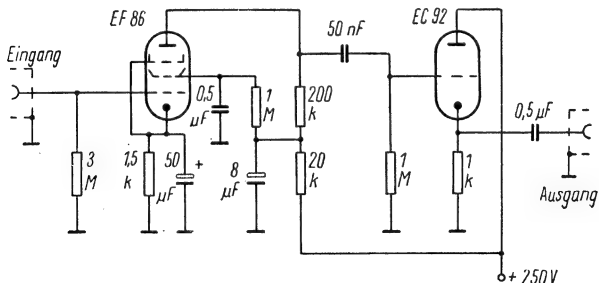 EF 86
EC 92
50 nF
Eingang
0,5
µF
1
M
200
k
0,5 µF
3
M
1,5
k
50
µF
+
8
µF
20
k
1
M
1
k
Ausgang
+ 250V